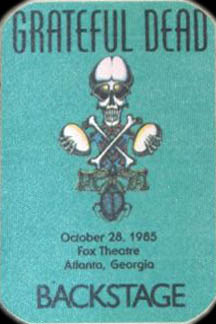 GRATEFUL DEAD
October 28, 1985
Fox Theatre
Atlanta, Georgia
BACKSTAGE